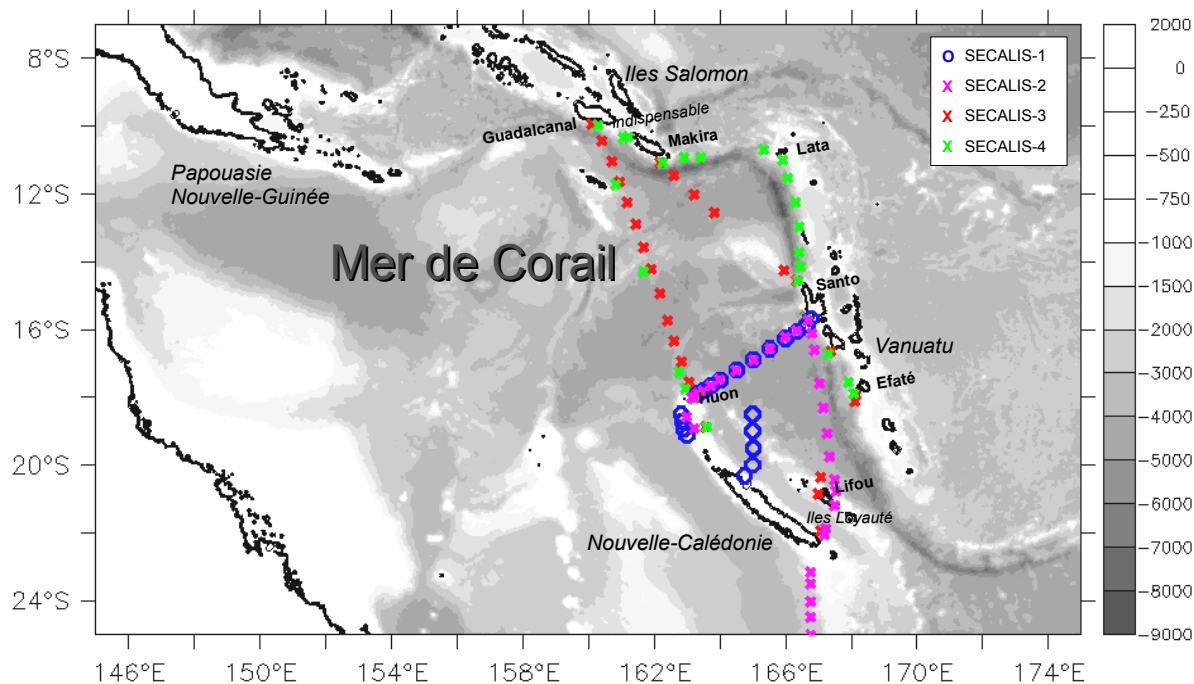 8°S
12°S
16°S
20°S
24°S
146°E
150°E
154°E
158°E
162°E
166°E
170°E
174°E
Iles Salomon
Indispensable
Guadalcanal
Makira
Lata
Papouasie
Nouvelle-Guinée
Mer de Corail
Santo
Vanuatu
Efaté
Huon
Lifou
Iles Loyauté
Nouvelle-Calédonie
SECALIS-1
SECALIS-2
SECALIS-3
SECALIS-4
2000
0
-250
-500
-750
-1000
-2000
-3000
-4000
-5000
-6000
-7000
-8000
-9000